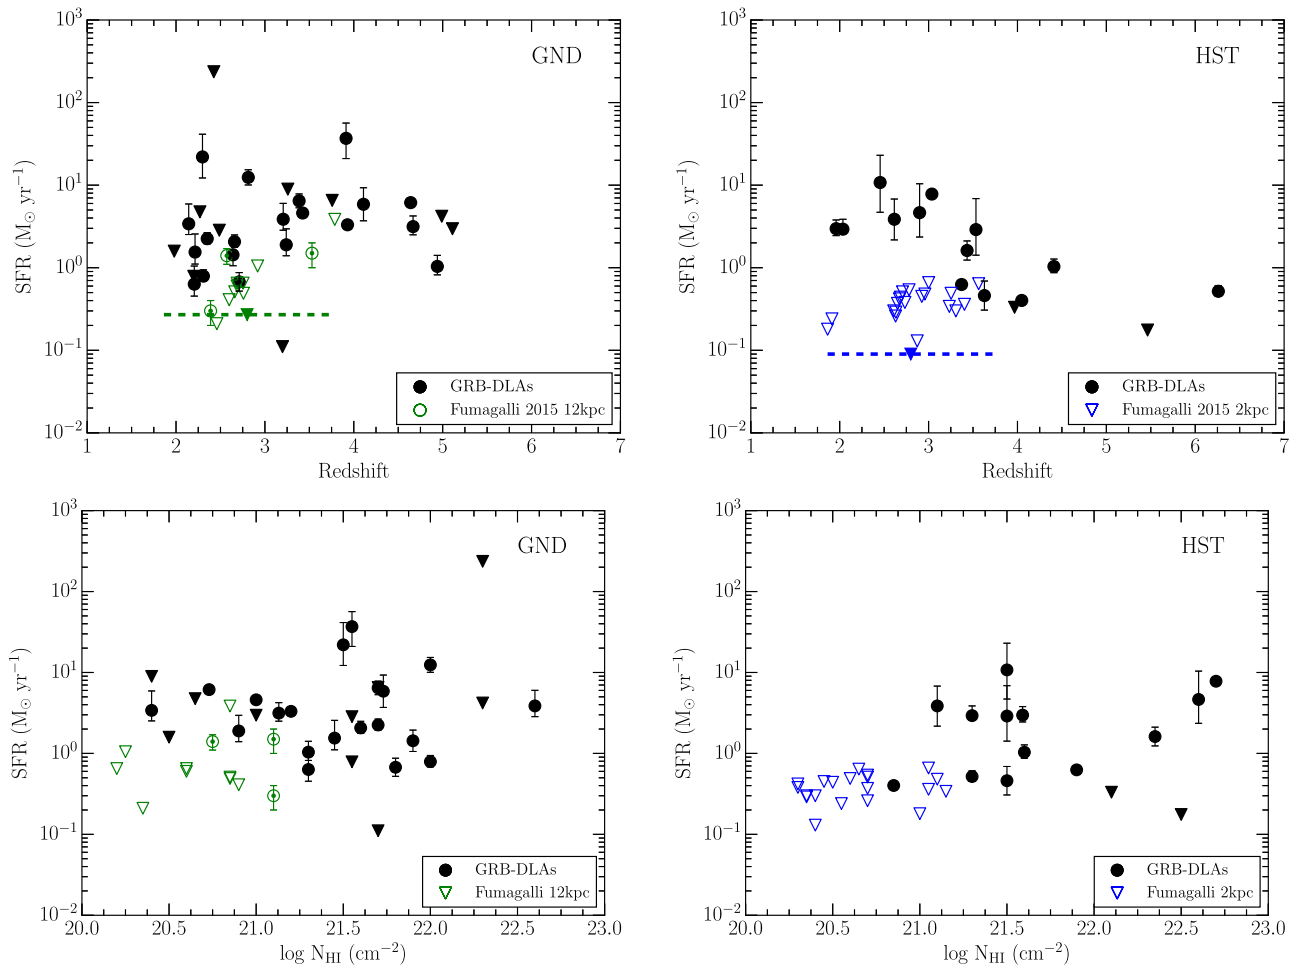 GND
SFR (M⊙ yr⁻¹)
10³
10²
10¹
10⁰
10⁻¹
10⁻²
GRB-DLAs
Fumagalli 2015 12kpc
1 2 3 4 5 6 7
Redshift
HST
SFR (M⊙ yr⁻¹)
10³
10²
10¹
10⁰
10⁻¹
10⁻²
GRB-DLAs
Fumagalli 2015 2kpc
1 2 3 4 5 6 7
Redshift
GND
SFR (M⊙ yr⁻¹)
10³
10²
10¹
10⁰
10⁻¹
10⁻²
GRB-DLAs
Fumagalli 12kpc
20.0 20.5 21.0 21.5 22.0 22.5 23.0
log N_HI (cm⁻²)
HST
SFR (M⊙ yr⁻¹)
10³
10²
10¹
10⁰
10⁻¹
10⁻²
GRB-DLAs
Fumagalli 2kpc
20.0 20.5 21.0 21.5 22.0 22.5 23.0
log N_HI (cm⁻²)